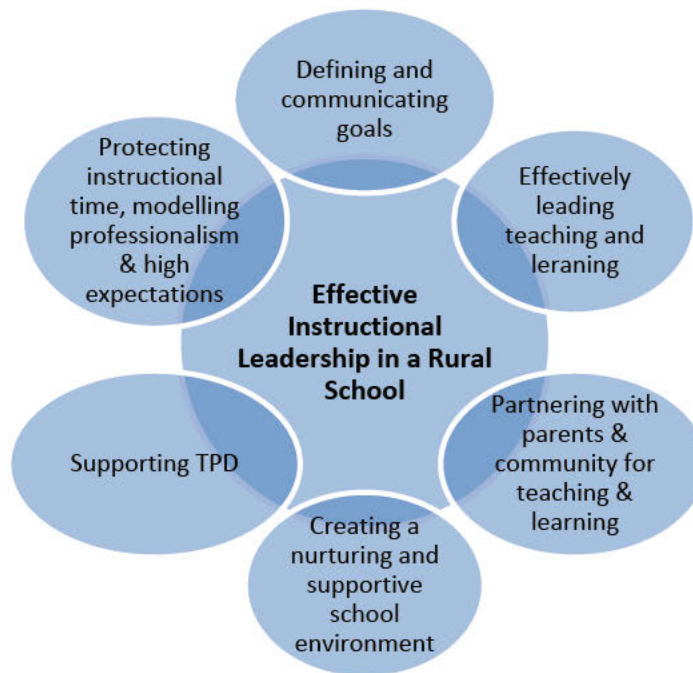 Defining and
communicating
goals
Protecting
instructional
time, modelling
professionalism
& high
expectations
Effectively
leading
teaching and
leraning
Effective
Instructional
Leadership in a Rural
School
Supporting TPD
Partnering with
parents &
community for
teaching &
learning
Creating a
nurturing and
supportive
school
environment